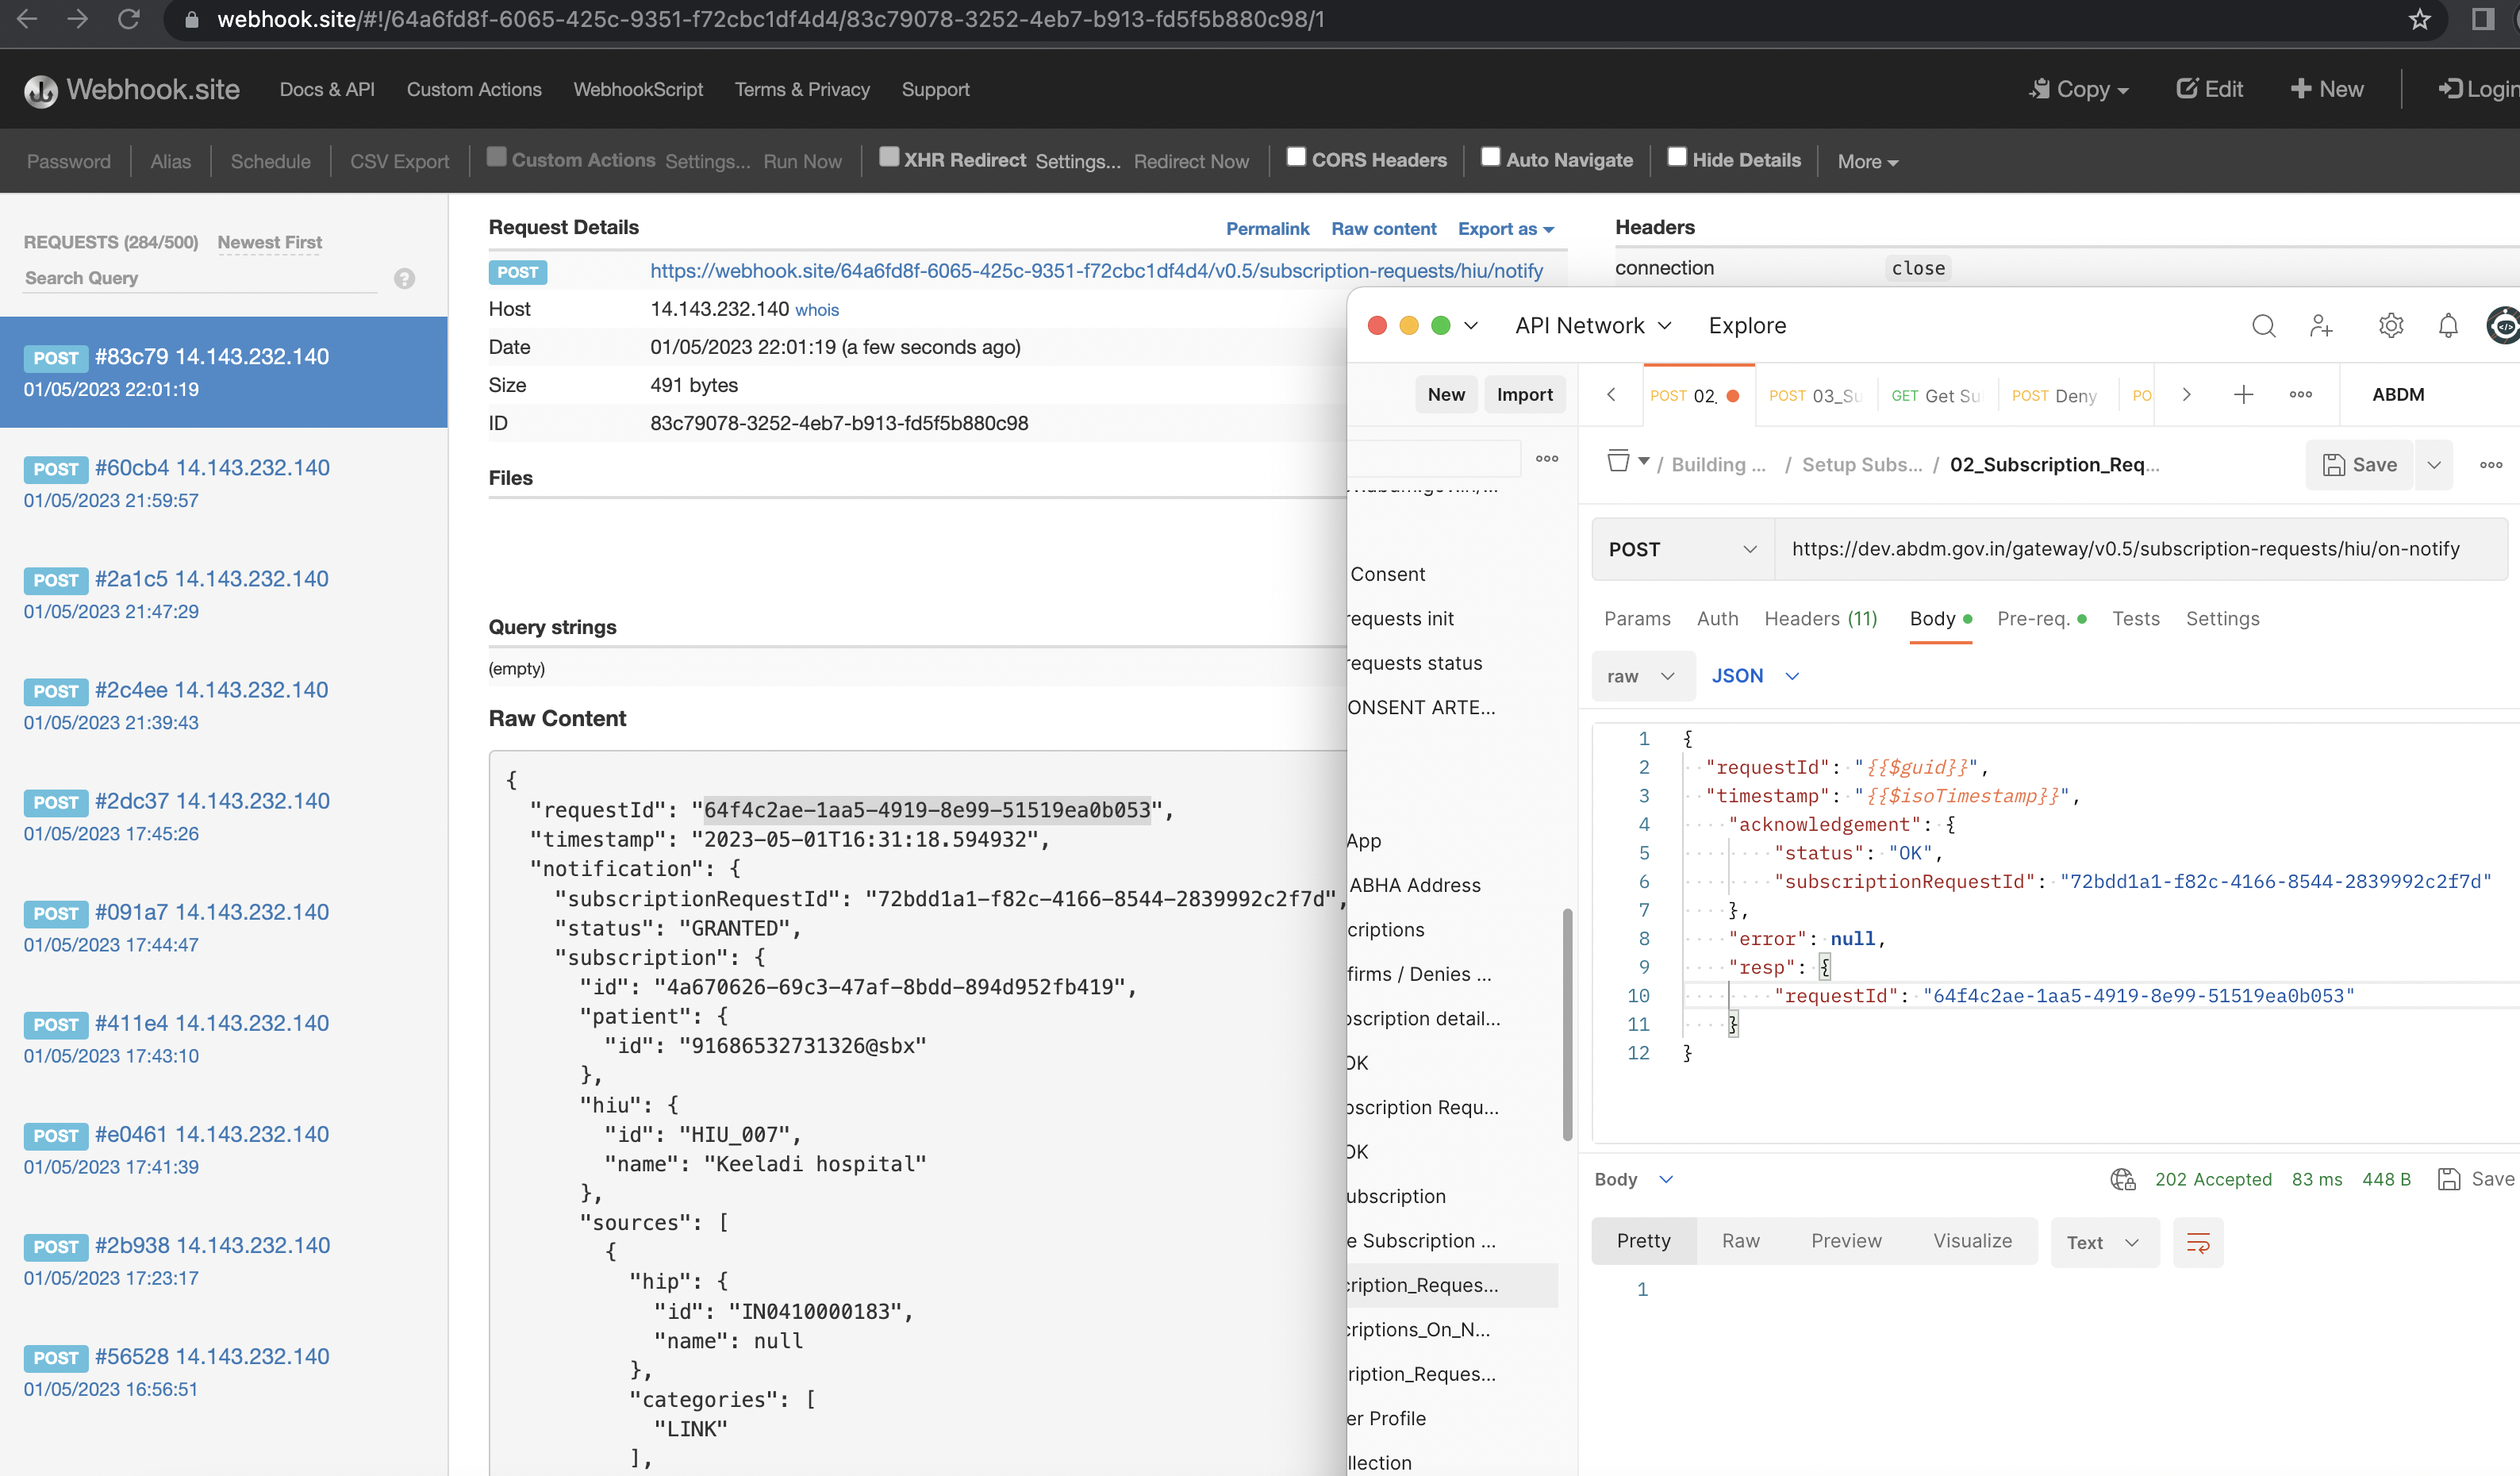 webhook.site/#!/64a6fd8f-6065-425c-9351-f72cbc1df4d4/83c79078-3252-4eb7-b913-fd5f5b880c98/1
Webhook.site Docs & API Custom Actions WebhookScript Terms & Privacy Support Copy Edit New Login
Password Alias Schedule CSV Export Custom Actions Settings... Run Now XHR Redirect Settings... Redirect Now CORS Headers Auto Navigate Hide Details More
REQUESTS (284/500) Newest First
Search Query
POST #83c79 14.143.232.140
01/05/2023 22:01:19
POST #60cb4 14.143.232.140
01/05/2023 21:59:57
POST #2a1c5 14.143.232.140
01/05/2023 21:47:29
POST #2c4ee 14.143.232.140
01/05/2023 21:39:43
POST #2dc37 14.143.232.140
01/05/2023 17:45:26
POST #091a7 14.143.232.140
01/05/2023 17:44:47
POST #411e4 14.143.232.140
01/05/2023 17:43:10
POST #e0461 14.143.232.140
01/05/2023 17:41:39
POST #2b938 14.143.232.140
01/05/2023 17:23:17
POST #56528 14.143.232.140
01/05/2023 16:56:51
Request Details Permalink Raw content Export as
POST https://webhook.site/64a6fd8f-6065-425c-9351-f72cbc1df4d4/v0.5/subscription-requests/hiu/notify
Host 14.143.232.140 whois
Date 01/05/2023 22:01:19 (a few seconds ago)
Size 491 bytes
ID 83c79078-3252-4eb7-b913-fd5f5b880c98
Files
Query strings
(empty)
Raw Content
{
"requestId": "64f4c2ae-1aa5-4919-8e99-51519ea0b053",
"timestamp": "2023-05-01T16:31:18.594932",
"notification": {
"subscriptionRequestId": "72bdd1a1-f82c-4166-8544-2839992c2f7d",
"status": "GRANTED",
"subscription": {
"id": "4a670626-69c3-47af-8bdd-894d952fb419",
"patient": {
"id": "91686532731326@sbx"
},
"hiu": {
"id": "HIU_007",
"name": "Keeladi hospital"
},
"sources": [
{
"hip": {
"id": "IN0410000183",
"name": null
},
"categories": [
"LINK"
],
Headers
connection close
API Network Explore
New Import
POST 02_ POST 03_Su GET Get Su POST Deny PO ABDM
/ Building ... / Setup Subs... / 02_Subscription_Req... Save
Consent
requests init
requests status
ONSENT ARTE...
App
ABHA Address
criptions
firms / Denies ...
oscription detail...
OK
oscription Requ...
OK
ubscription
e Subscription ...
cription_Reques...
criptions_On_N...
ription_Reques...
er Profile
llection
POST https://dev.abdm.gov.in/gateway/v0.5/subscription-requests/hiu/on-notify
Params Auth Headers (11) Body Pre-req. Tests Settings
raw JSON
1 {
2 "requestId": "{{$guid}}",
3 "timestamp": "{{$isoTimestamp}}",
4 "acknowledgement": {
5 "status": "OK",
6 "subscriptionRequestId": "72bdd1a1-f82c-4166-8544-2839992c2f7d"
7 },
8 "error": null,
9 "resp": {
10 "requestId": "64f4c2ae-1aa5-4919-8e99-51519ea0b053"
11 }
12 }
Body 202 Accepted 83 ms 448 B Save
Pretty Raw Preview Visualize Text
1